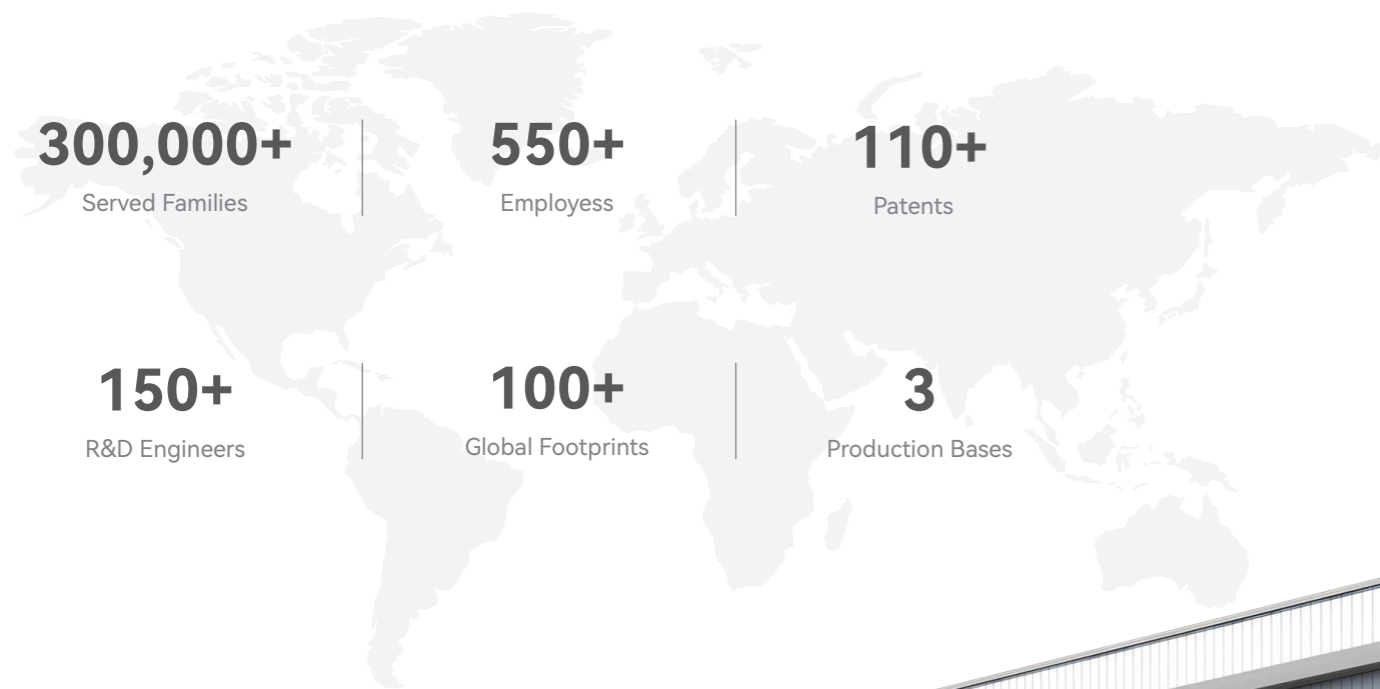 300,000+
Served Families
550+
Employess
110+
Patents
150+
R&D Engineers
100+
Global Footprints
3
Production Bases